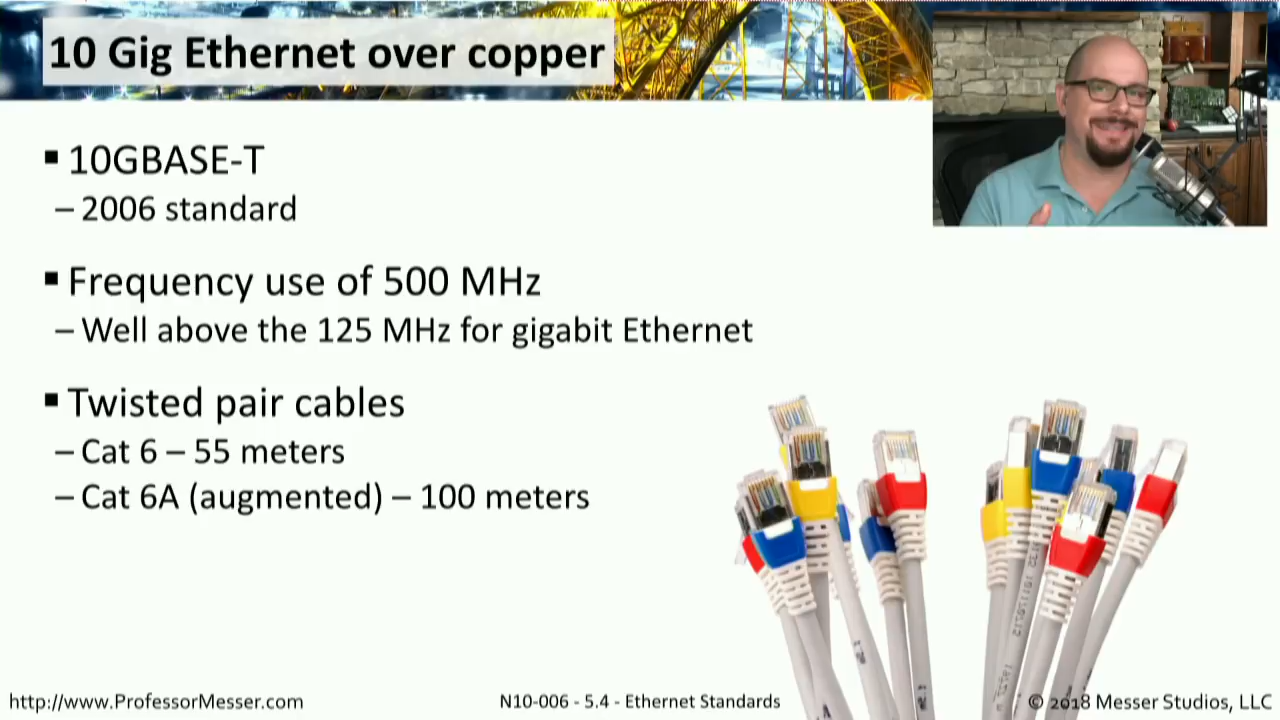 10 Gig Ethernet over copper
▪ 10GBASE-T
– 2006 standard
▪ Frequency use of 500 MHz
– Well above the 125 MHz for gigabit Ethernet
▪ Twisted pair cables
– Cat 6 – 55 meters
– Cat 6A (augmented) – 100 meters
http://www.ProfessorMesser.com
N10-006 - 5.4 - Ethernet Standards
© 2018 Messer Studios, LLC